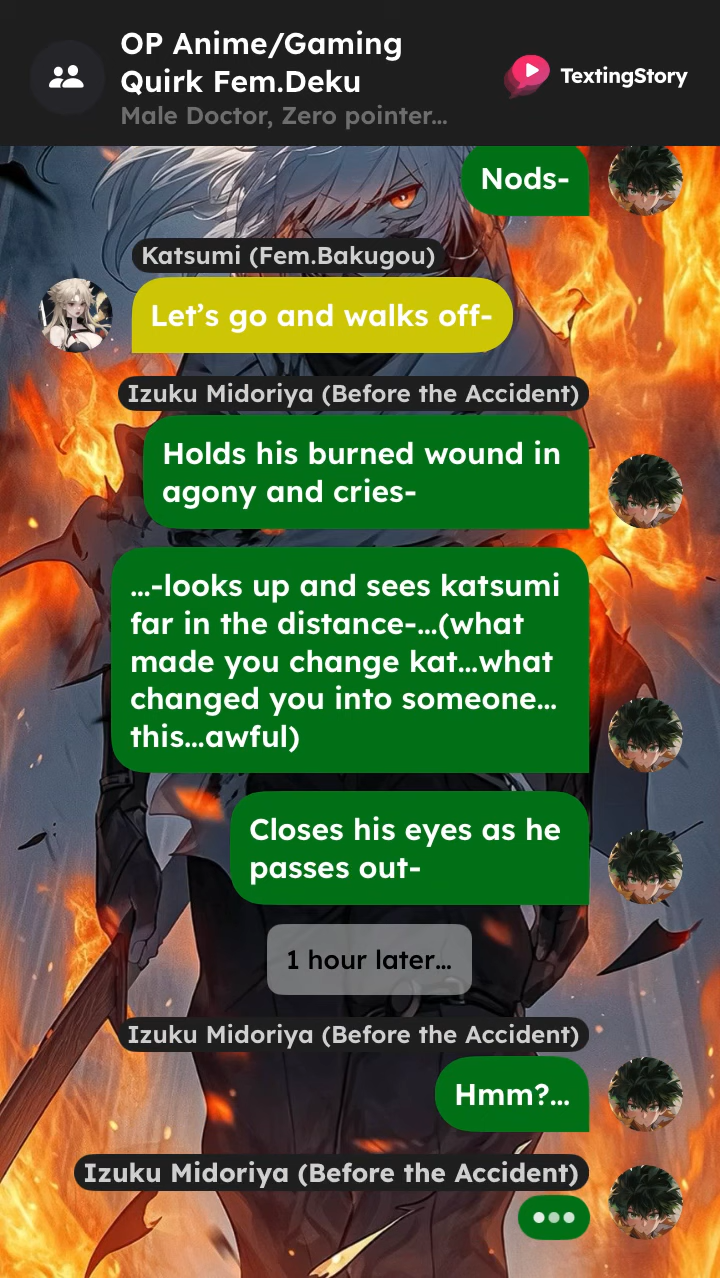 OP Anime/Gaming
Quirk Fem.Deku
Male Doctor, Zero pointer...
TextingStory
Nods-
Katsumi (Fem.Bakugou)
Let’s go and walks off-
Izuku Midoriya (Before the Accident)
Holds his burned wound in
agony and cries-
...-looks up and sees katsumi
far in the distance-...(what
made you change kat...what
changed you into someone...
this...awful)
Closes his eyes as he
passes out-
1 hour later...
Izuku Midoriya (Before the Accident)
Hmm?...
Izuku Midoriya (Before the Accident)